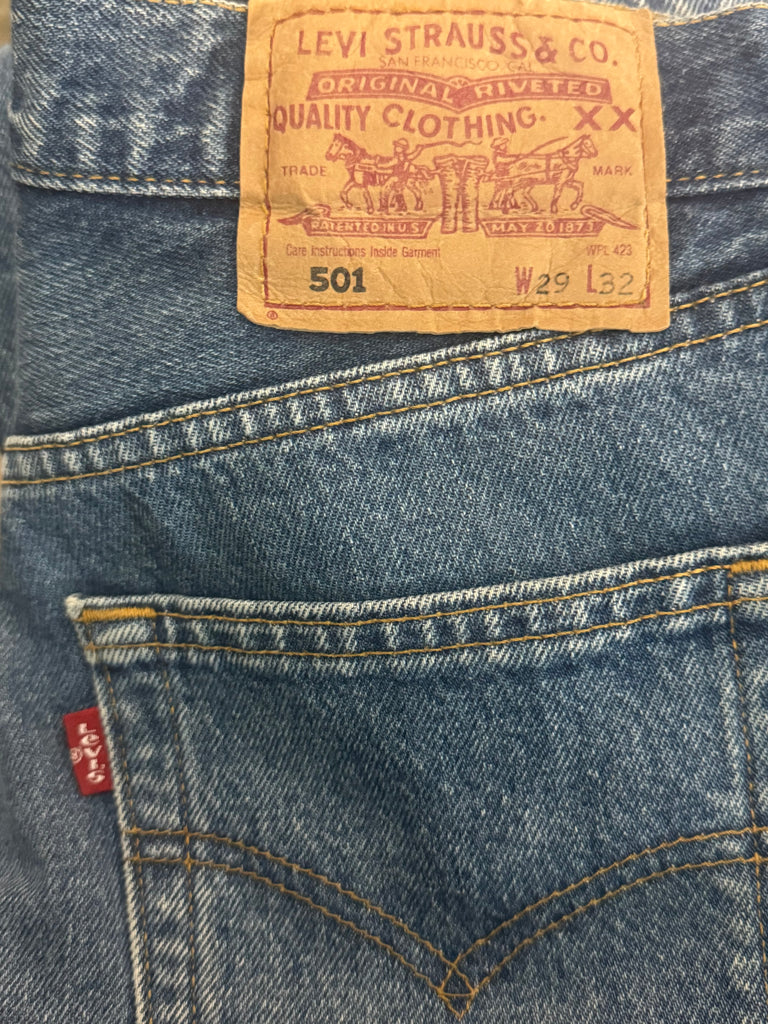 LEVI STRAUSS & CO.
SAN FRANCISCO CAL
ORIGINAL RIVETED
QUALITY CLOTHING. XX
TRADE MARK
PATENTED IN U.S. MAY 20 1873
Care Instructions Inside Garment WPL 423
501 W29 L32
®
LEVI'S
®